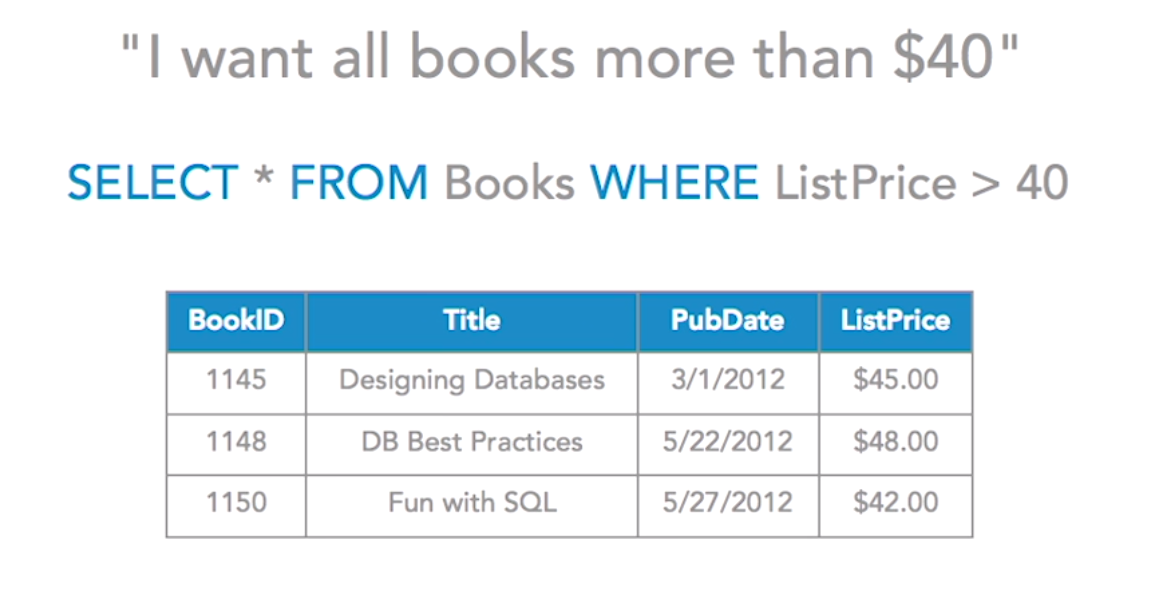 "I want all books more than $40"
SELECT * FROM Books WHERE ListPrice > 40
BookID Title PubDate ListPrice
1145 Designing Databases 3/1/2012 $45.00
1148 DB Best Practices 5/22/2012 $48.00
1150 Fun with SQL 5/27/2012 $42.00